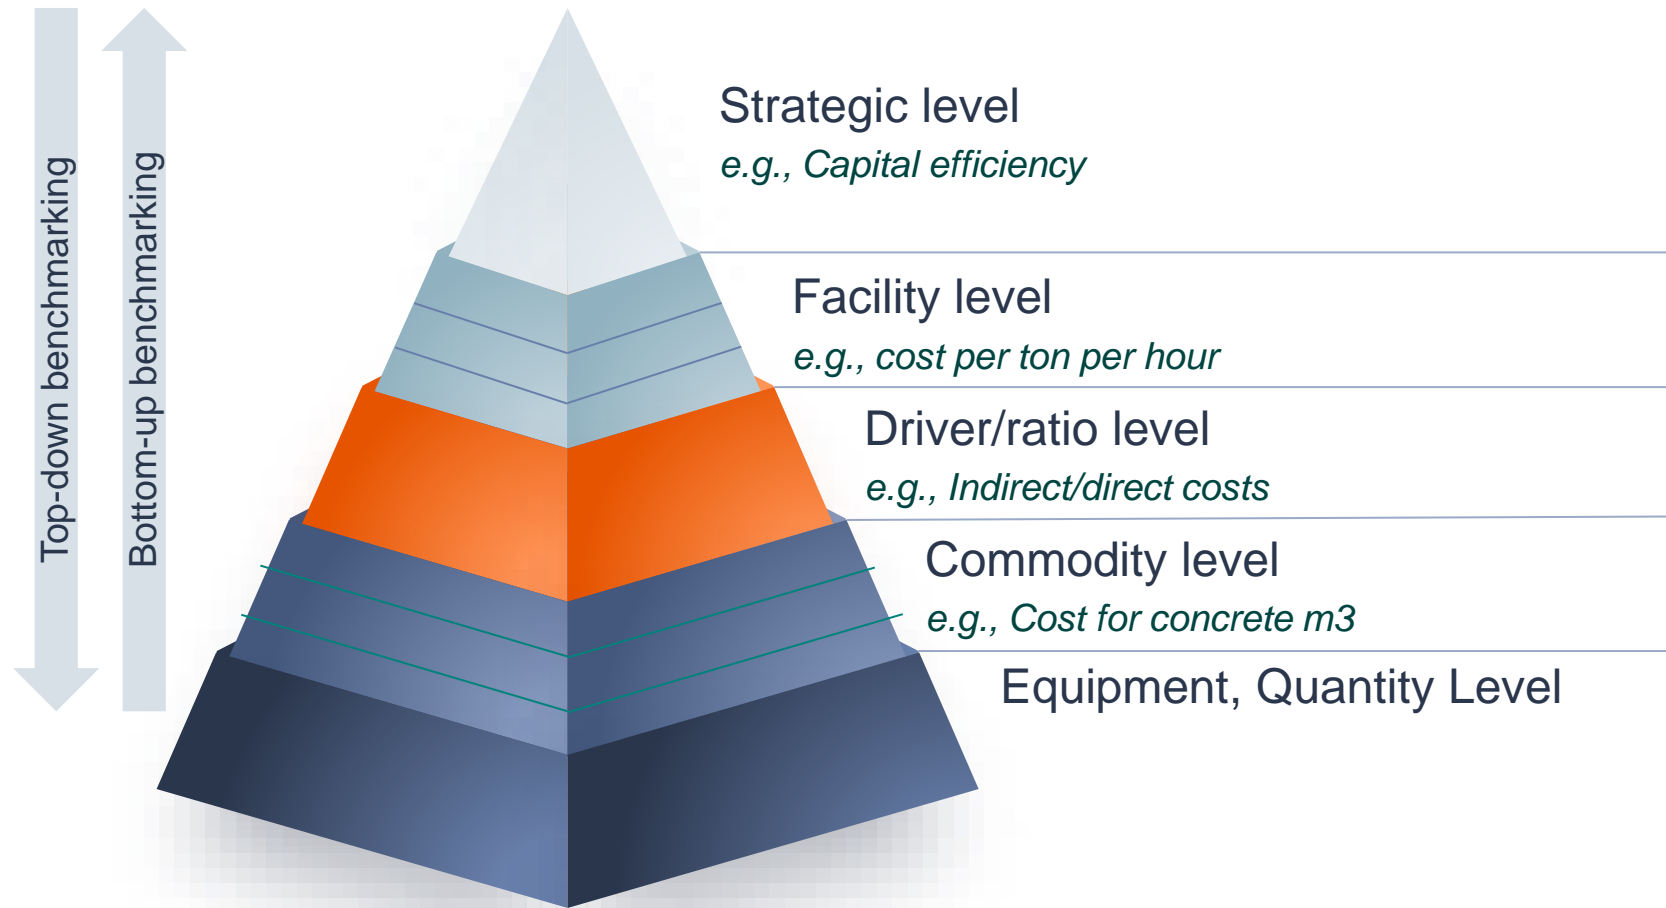 Top-down benchmarking
Bottom-up benchmarking
Strategic level
e.g., Capital efficiency
Facility level
e.g., cost per ton per hour
Driver/ratio level
e.g., Indirect/direct costs
Commodity level
e.g., Cost for concrete m3
Equipment, Quantity Level